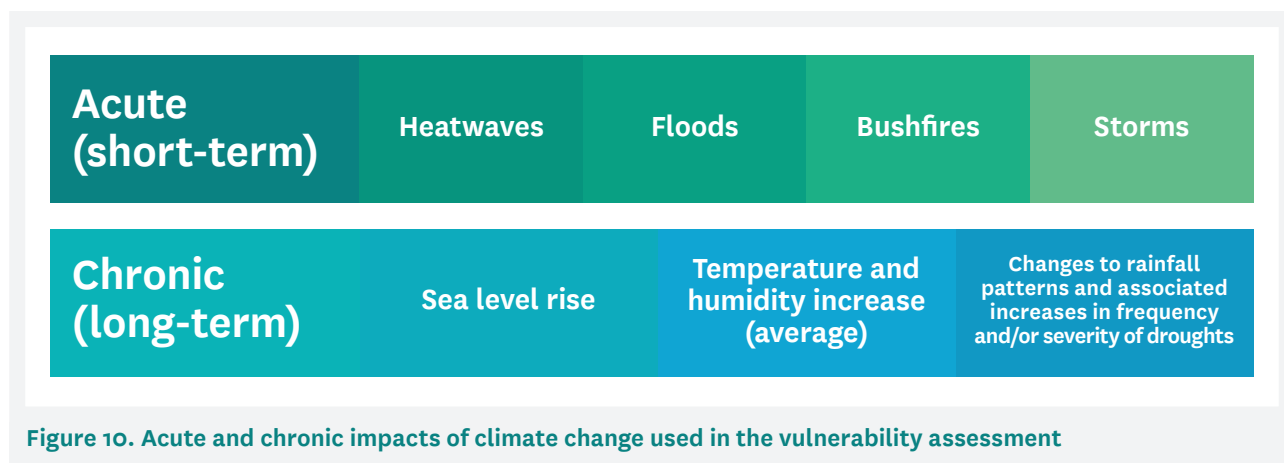 Acute
(short-term)
Heatwaves
Floods
Bushfires
Storms
Chronic
(long-term)
Sea level rise
Temperature and
humidity increase
(average)
Changes to rainfall
patterns and associated
increases in frequency
and/or severity of droughts
Figure 10. Acute and chronic impacts of climate change used in the vulnerability assessment